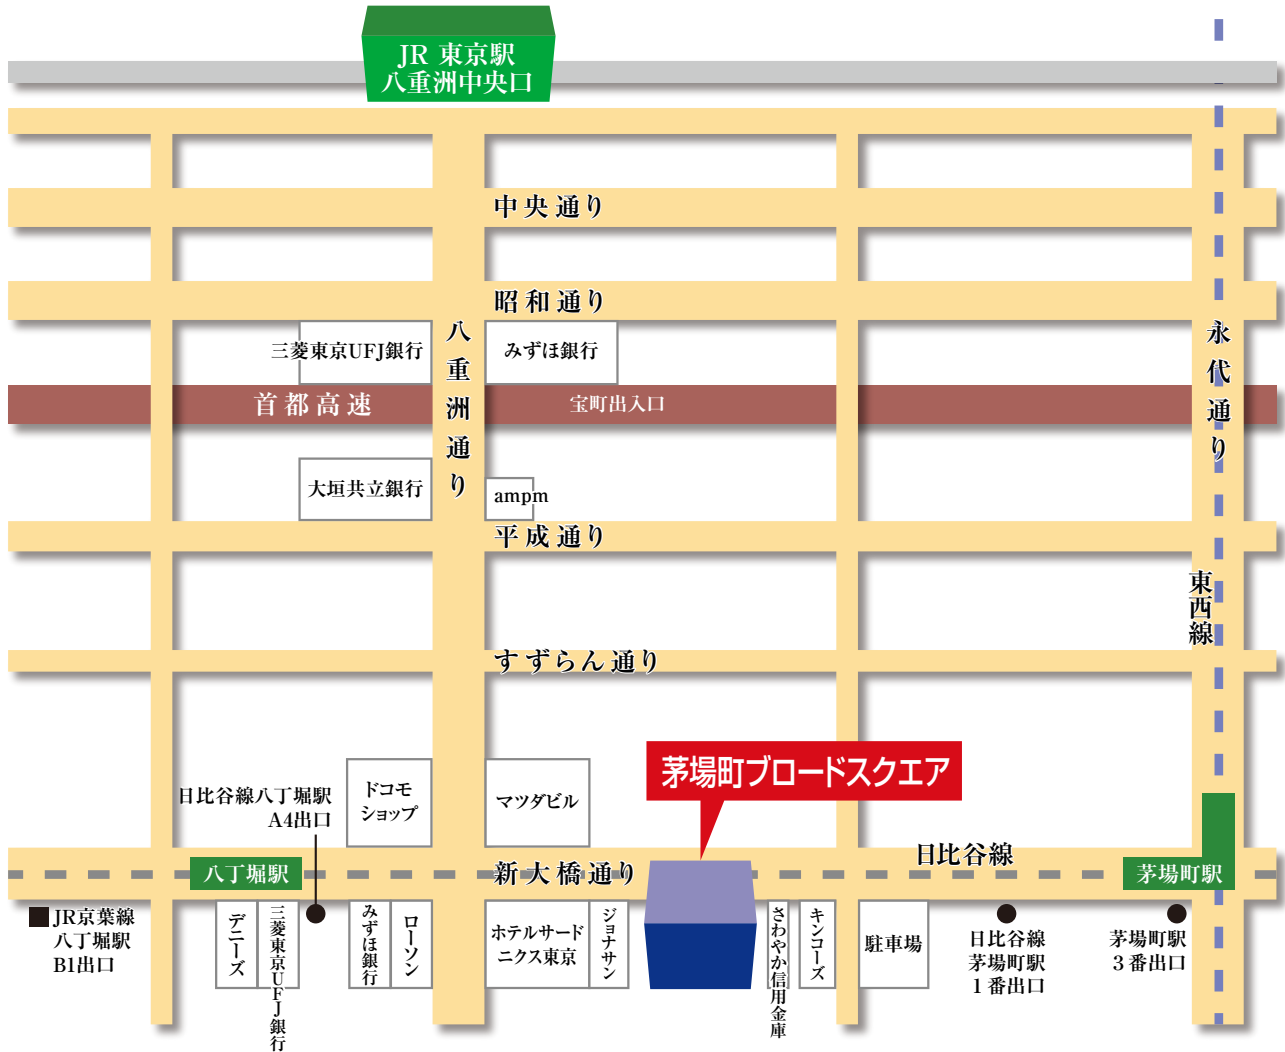 JR 東京駅
八重洲中央口
中央通り
昭和通り
三菱東京UFJ銀行
みずほ銀行
八重洲通り
永代通り
首都高速
宝町出入口
大垣共立銀行
ampm
平成通り
東西線
すずらん通り
茅場町ブロードスクエア
日比谷線八丁堀駅
A4出口
ドコモ
ショップ
マツダビル
日比谷線
八丁堀駅
新大橋通り
茅場町駅
JR京葉線
八丁堀駅
B1出口
デニーズ
三菱東京UFJ銀行
みずほ銀行
ローソン
ホテルサード
ニクス東京
ジョナサン
さわやか信用金庫
キンコーズ
駐車場
日比谷線
茅場町駅
1番出口
茅場町駅
3番出口